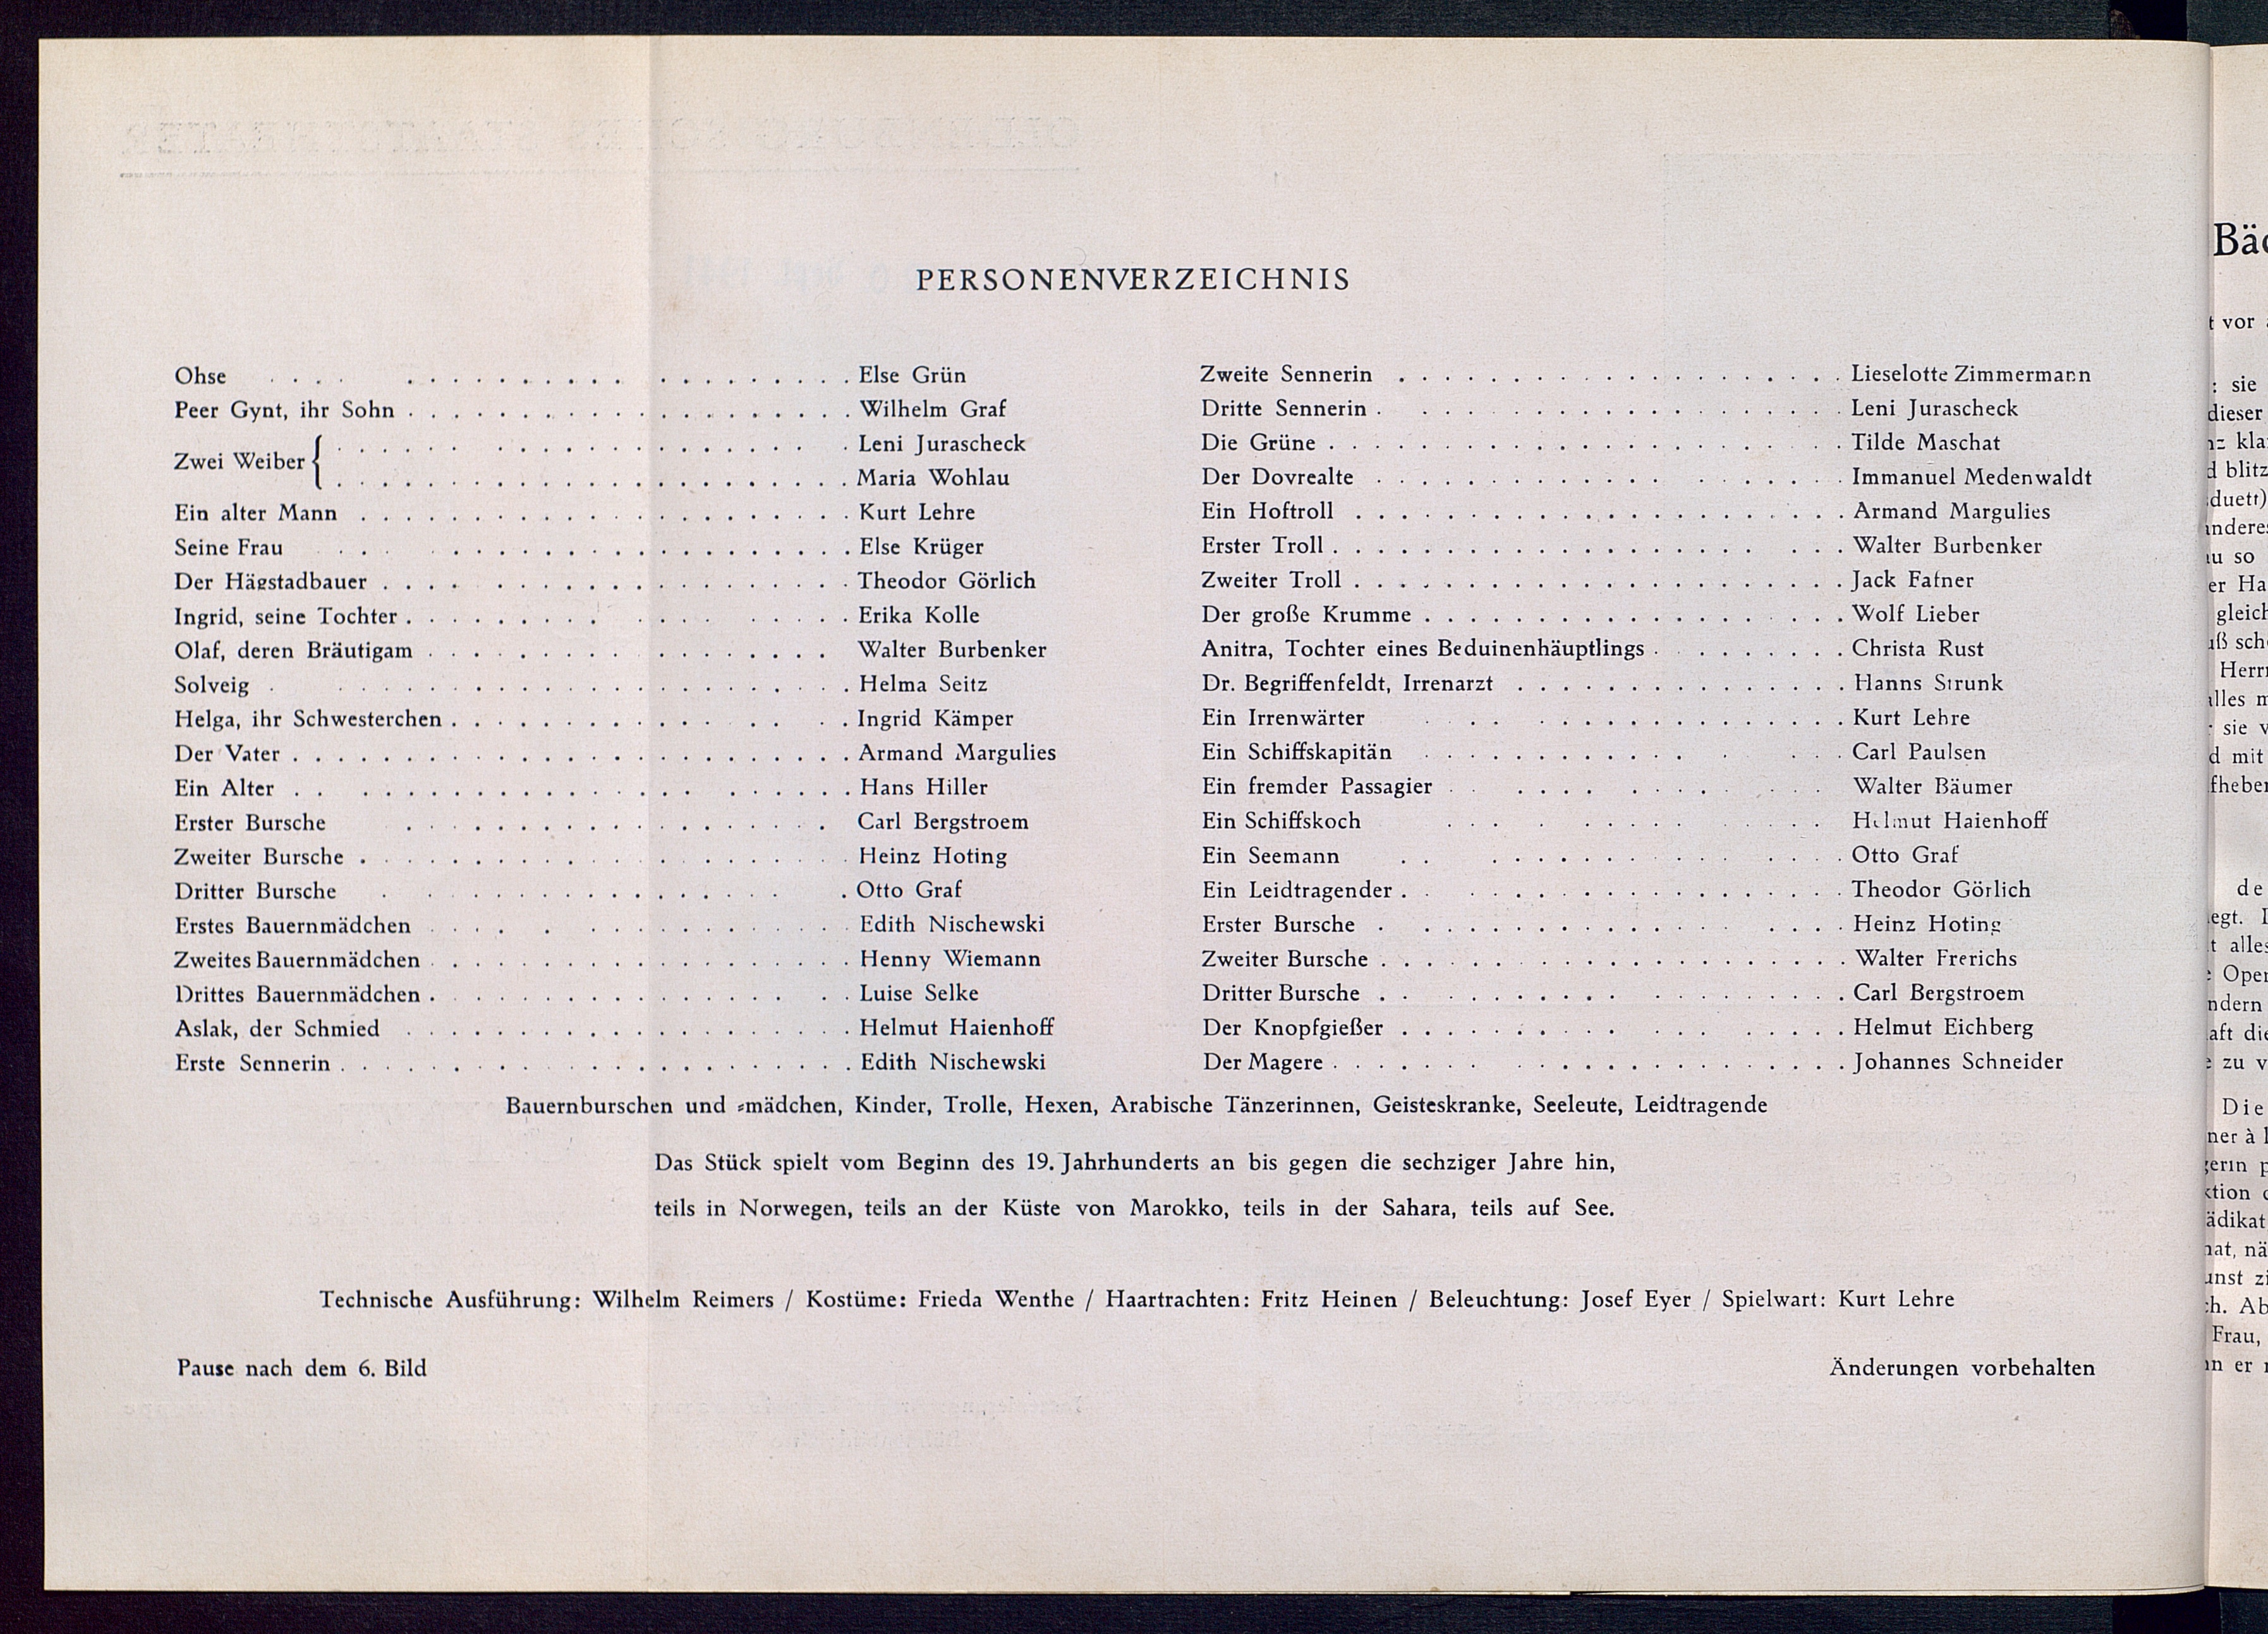 PERSONENVERZEICHNIS
Ohse . . . . Else Grün
Peer Gynt, ihr Sohn . . . . Wilhelm Graf
Zwei Weiber { . . . . Leni Jurascheck
. . . . Maria Wohlau
Ein alter Mann . . . . Kurt Lehre
Seine Frau . . . . Else Krüger
Der Hägstadbauer . . . . Theodor Görlich
Ingrid, seine Tochter . . . . Erika Kolle
Olaf, deren Bräutigam . . . . Walter Burbenker
Solveig . . . . Helma Seitz
Helga, ihr Schwesterchen . . . . Ingrid Kämper
Der Vater . . . . Armand Margulies
Ein Alter . . . . Hans Hiller
Erster Bursche . . . . Carl Bergstroem
Zweiter Bursche . . . . Heinz Hoting
Dritter Bursche . . . . Otto Graf
Erstes Bauernmädchen . . . . Edith Nischewski
Zweites Bauernmädchen . . . . Henny Wiemann
Drittes Bauernmädchen . . . . Luise Selke
Aslak, der Schmied . . . . Helmut Haienhoff
Erste Sennerin . . . . Edith Nischewski
Zweite Sennerin . . . . Lieselotte Zimmermann
Dritte Sennerin . . . . Leni Jurascheck
Die Grüne . . . . Tilde Maschat
Der Dovrealte . . . . Immanuel Medenwaldt
Ein Hoftroll . . . . Armand Margulies
Erster Troll . . . . Walter Burbenker
Zweiter Troll . . . . Jack Fafner
Der große Krumme . . . . Wolf Lieber
Anitra, Tochter eines Beduinenhäuptlings . . . . Christa Rust
Dr. Begriffenfeldt, Irrenarzt . . . . Hanns Strunk
Ein Irrenwärter . . . . Kurt Lehre
Ein Schiffskapitän . . . . Carl Paulsen
Ein fremder Passagier . . . . Walter Bäumer
Ein Schiffskoch . . . . Helmut Haienhoff
Ein Seemann . . . . Otto Graf
Ein Leidtragender . . . . Theodor Görlich
Erster Bursche . . . . Heinz Hoting
Zweiter Bursche . . . . Walter Frerichs
Dritter Bursche . . . . Carl Bergstroem
Der Knopfgießer . . . . Helmut Eichberg
Der Magere . . . . Johannes Schneider
Bauernburschen und -mädchen, Kinder, Trolle, Hexen, Arabische Tänzerinnen, Geisteskranke, Seeleute, Leidtragende
Das Stück spielt vom Beginn des 19. Jahrhunderts an bis gegen die sechziger Jahre hin,
teils in Norwegen, teils an der Küste von Marokko, teils in der Sahara, teils auf See.
Technische Ausführung: Wilhelm Reimers / Kostüme: Frieda Wenthe / Haartrachten: Fritz Heinen / Beleuchtung: Josef Eyer / Spielwart: Kurt Lehre
Pause nach dem 6. Bild
Änderungen vorbehalten